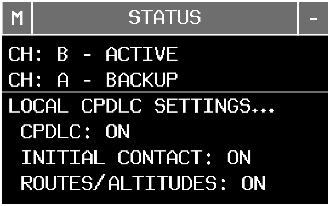 M STATUS -
CH: B - ACTIVE
CH: A - BACKUP
LOCAL CPDLC SETTINGS...
CPDLC: ON
INITIAL CONTACT: ON
ROUTES/ALTITUDES: ON